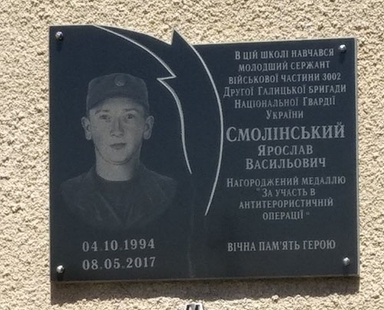 В ЦІЙ ШКОЛІ НАВЧАВСЯ
МОЛОДШИЙ СЕРЖАНТ
ВІЙСЬКОВОЇ ЧАСТИНИ 3002
ДРУГОЇ ГАЛИЦЬКОЇ БРИГАДИ
НАЦІОНАЛЬНОЇ ГВАРДІЇ
УКРАЇНИ
СМОЛІНСЬКИЙ
ЯРОСЛАВ
ВАСИЛЬОВИЧ
НАГОРОДЖЕНИЙ МЕДАЛЛЮ
"ЗА УЧАСТЬ В
АНТИТЕРОРИСТИЧНІЙ
ОПЕРАЦІЇ"
ВІЧНА ПАМ'ЯТЬ ГЕРОЮ
04.10.1994
08.05.2017